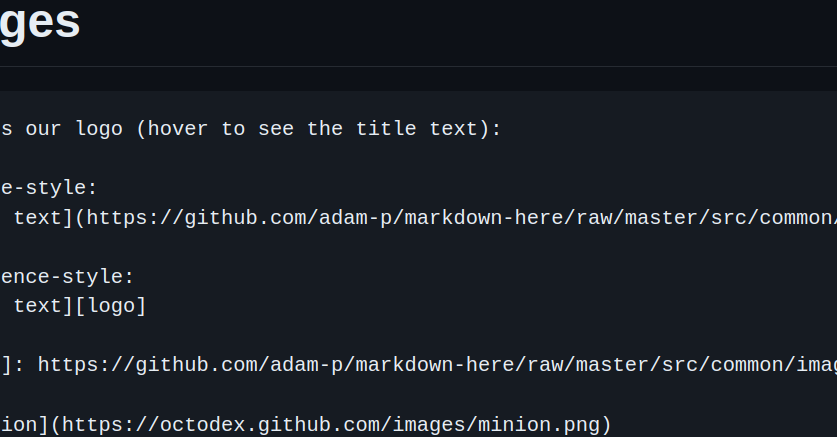 ges
s our logo (hover to see the title text):
e-style:
text](https://github.com/adam-p/markdown-here/raw/master/src/common/
ence-style:
text][logo]
]: https://github.com/adam-p/markdown-here/raw/master/src/common/imag
ion](https://octodex.github.com/images/minion.png)